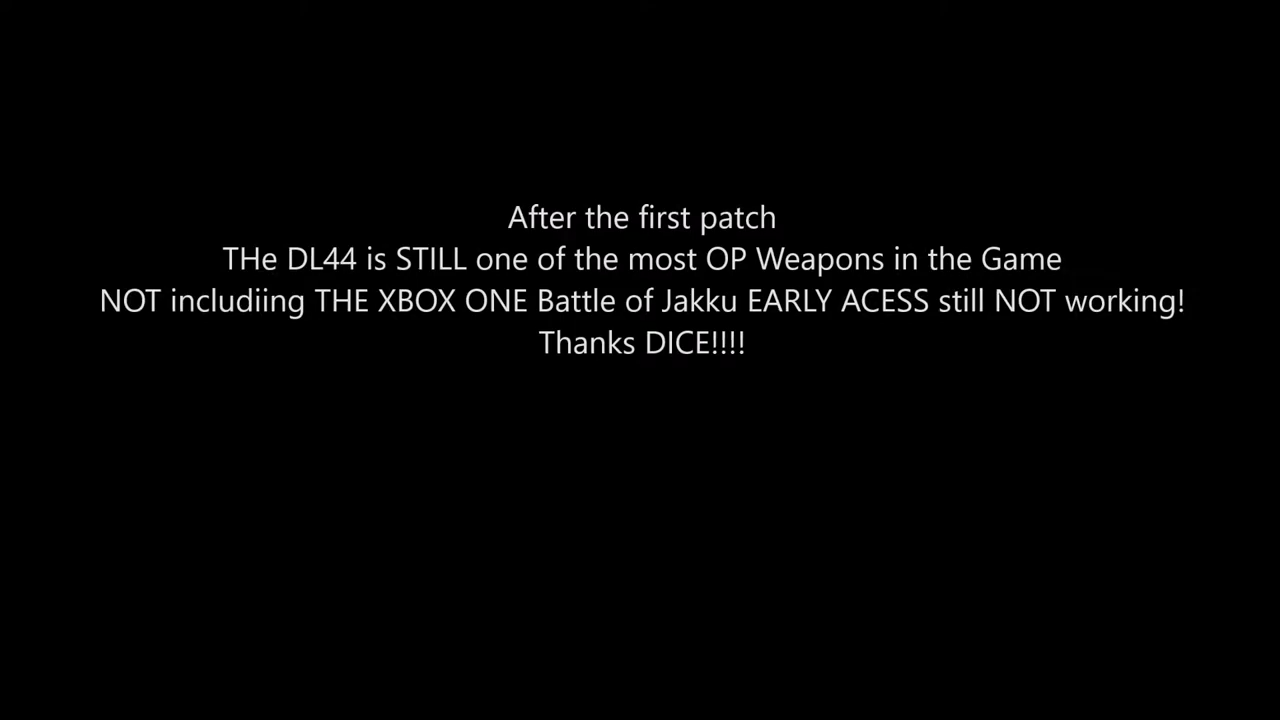 After the first patch
THe DL44 is STILL one of the most OP Weapons in the Game
NOT includiing THE XBOX ONE Battle of Jakku EARLY ACESS still NOT working!
Thanks DICE!!!!